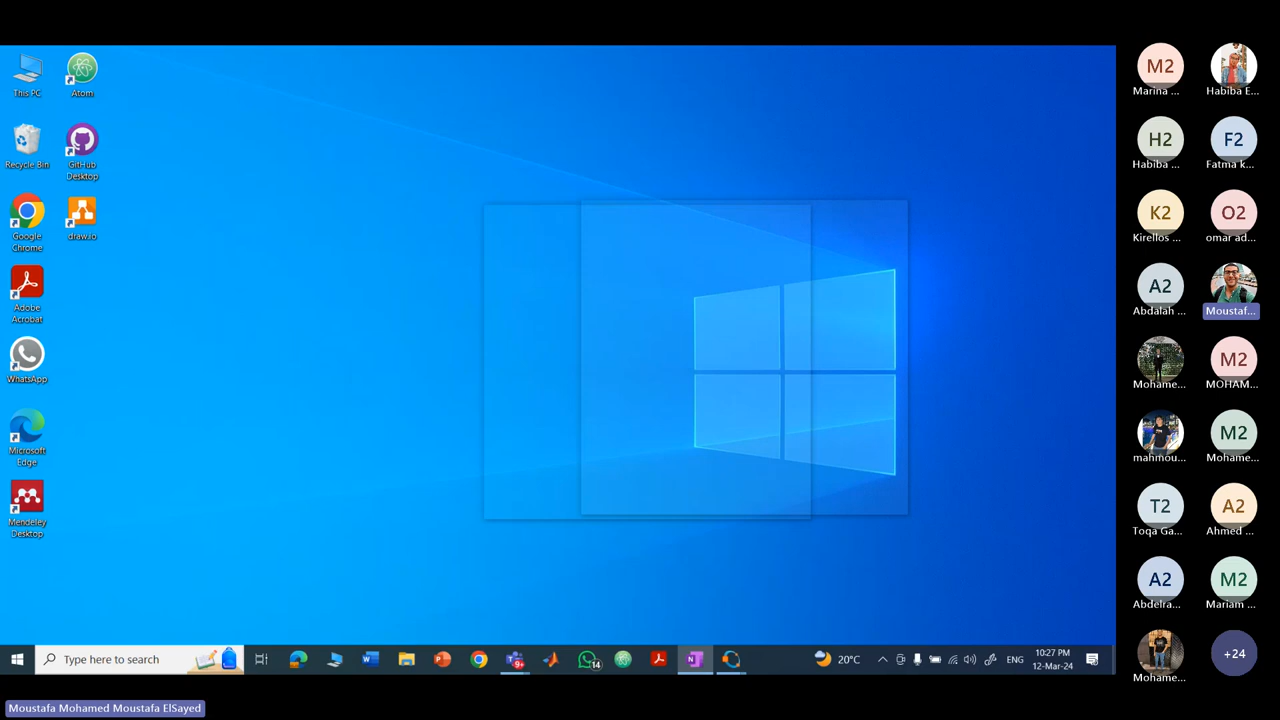 This PC
Atom
Recycle Bin
GitHub
Desktop
Google
Chrome
draw.io
Adobe
Acrobat
WhatsApp
Microsoft
Edge
Mendeley
Desktop
Type here to search
9+
14
20°C
ENG
10:27 PM
12-Mar-24
M2
Marina ...
Habiba E...
H2
Habiba ...
F2
Fatma k...
K2
Kirellos ...
O2
omar ad...
A2
Abdalah ...
Moustaf...
Mohame...
M2
MOHAM...
mahmou...
M2
Mohame...
T2
Toqa Ga...
A2
Ahmed ...
A2
Abdelra...
M2
Mariam ...
Mohame...
+24
Moustafa Mohamed Moustafa ElSayed